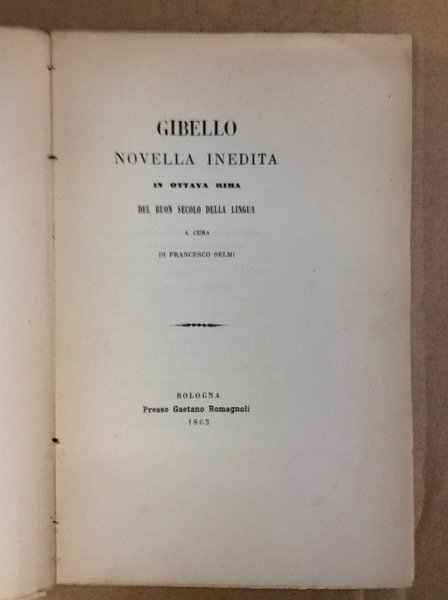 GIBELLO
NOVELLA INEDITA
IN OTTAVA RIMA
DEL BUON SECOLO DELLA LINGUA
A CURA
DI FRANCESCO SELMI
BOLOGNA
Presso Gaetano Romagnoli
1863